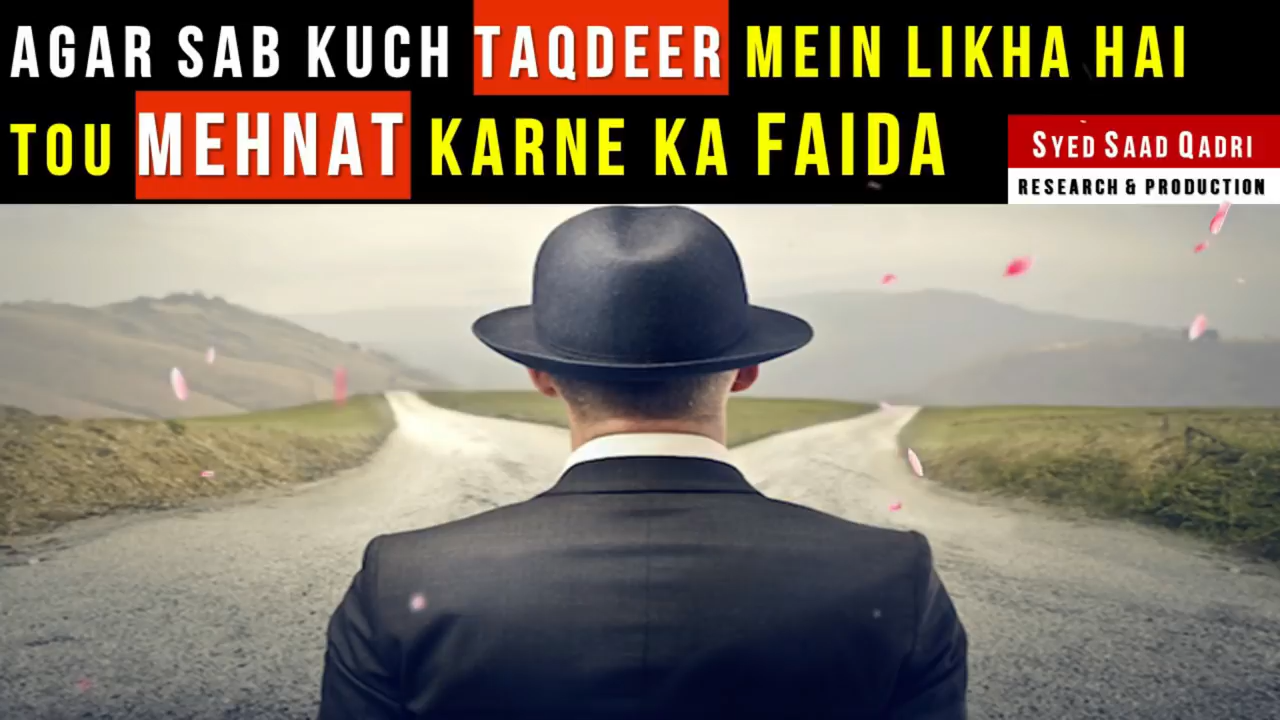 AGAR SAB KUCH TAQDEER MEIN LIKHA HAI
TOU MEHNAT KARNE KA FAIDA
SYED SAAD QADRI
RESEARCH & PRODUCTION